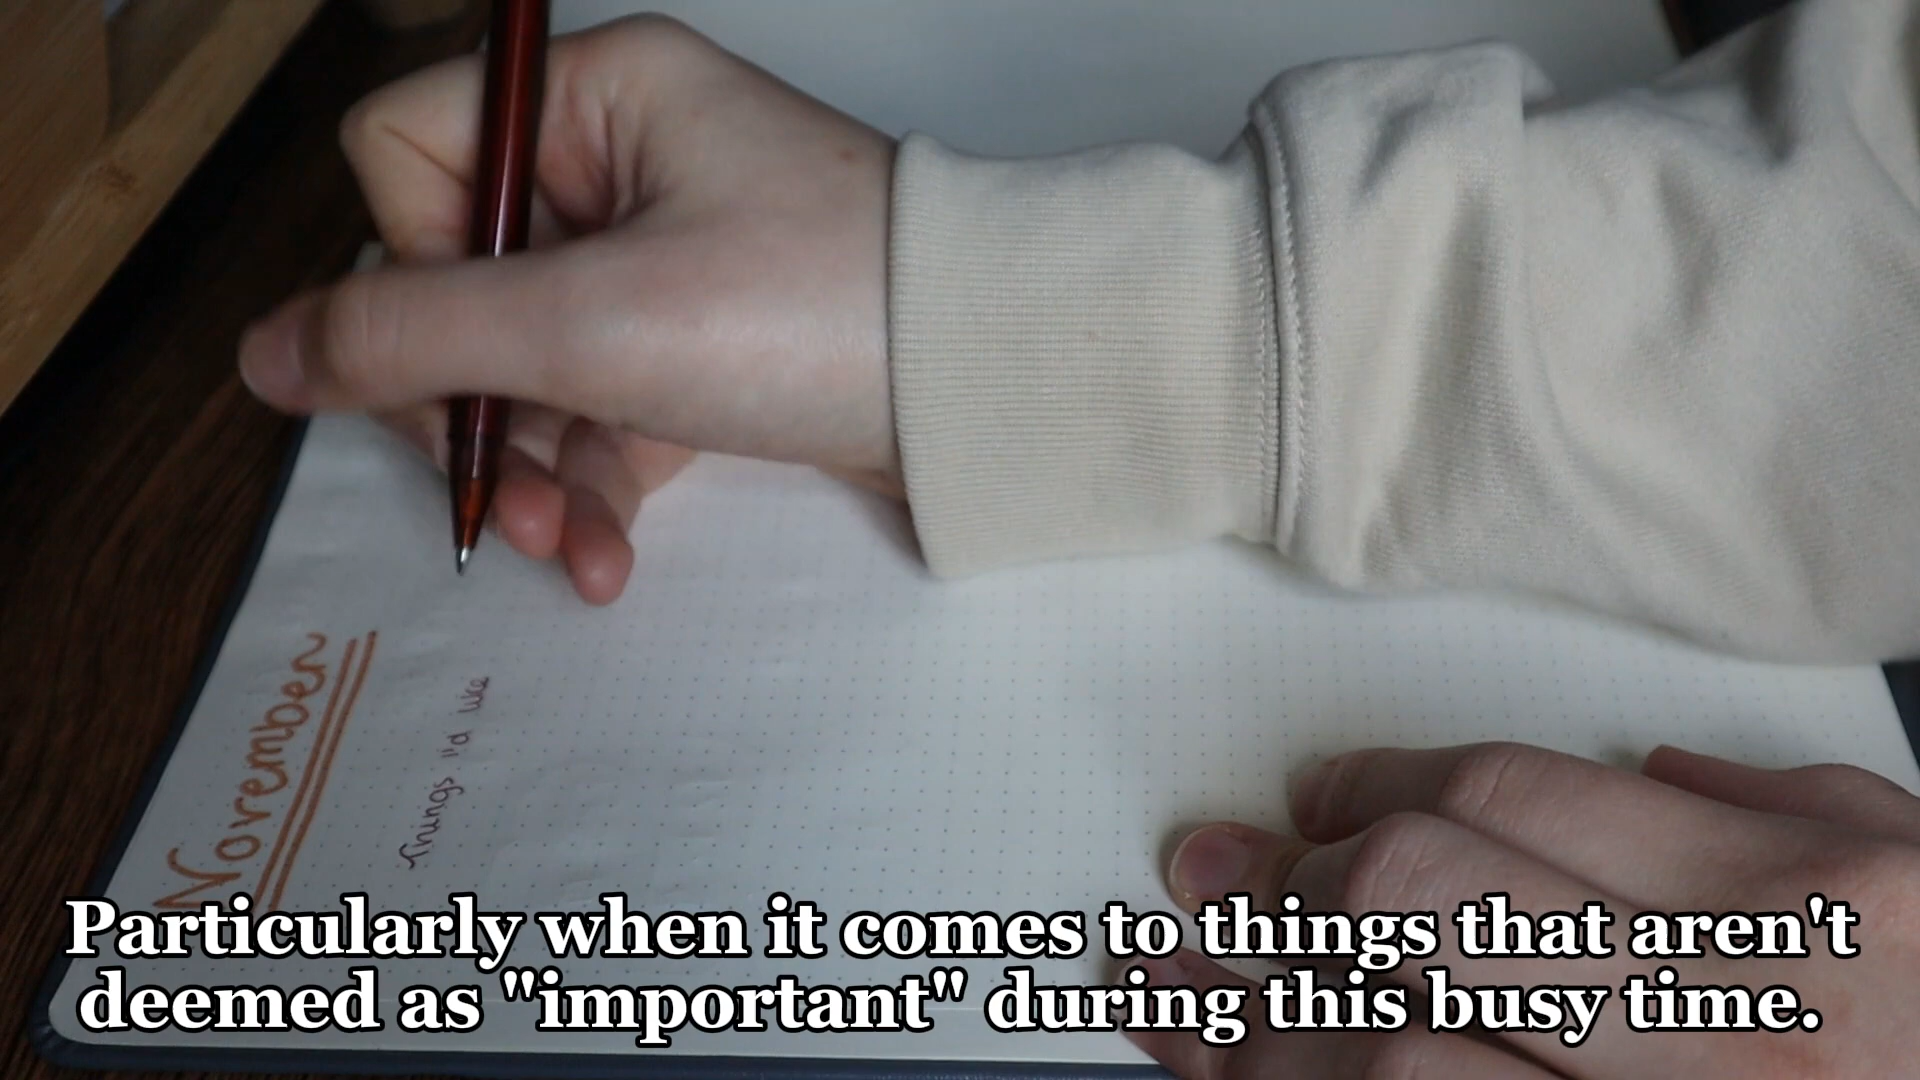 November
Things I'd like
Particularly when it comes to things that aren't
deemed as "important" during this busy time.